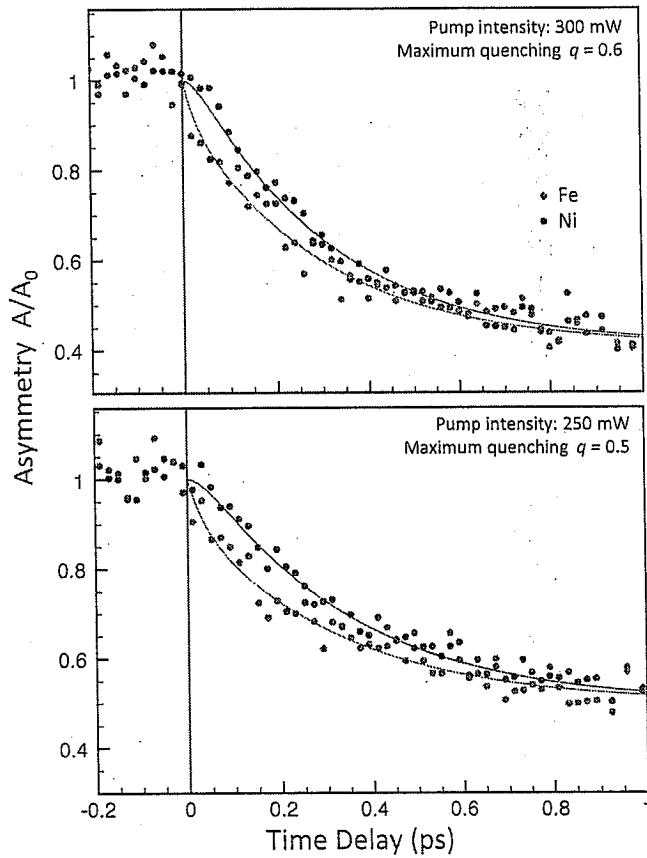 Pump intensity: 300 mW
Maximum quenching q = 0.6
1
0.8
0.6
0.4
Fe
Ni
Asymmetry A/A₀
Pump intensity: 250 mW
Maximum quenching q = 0.5
1
0.8
0.6
0.4
-0.2 0 0.2 0.4 0.6 0.8
Time Delay (ps)